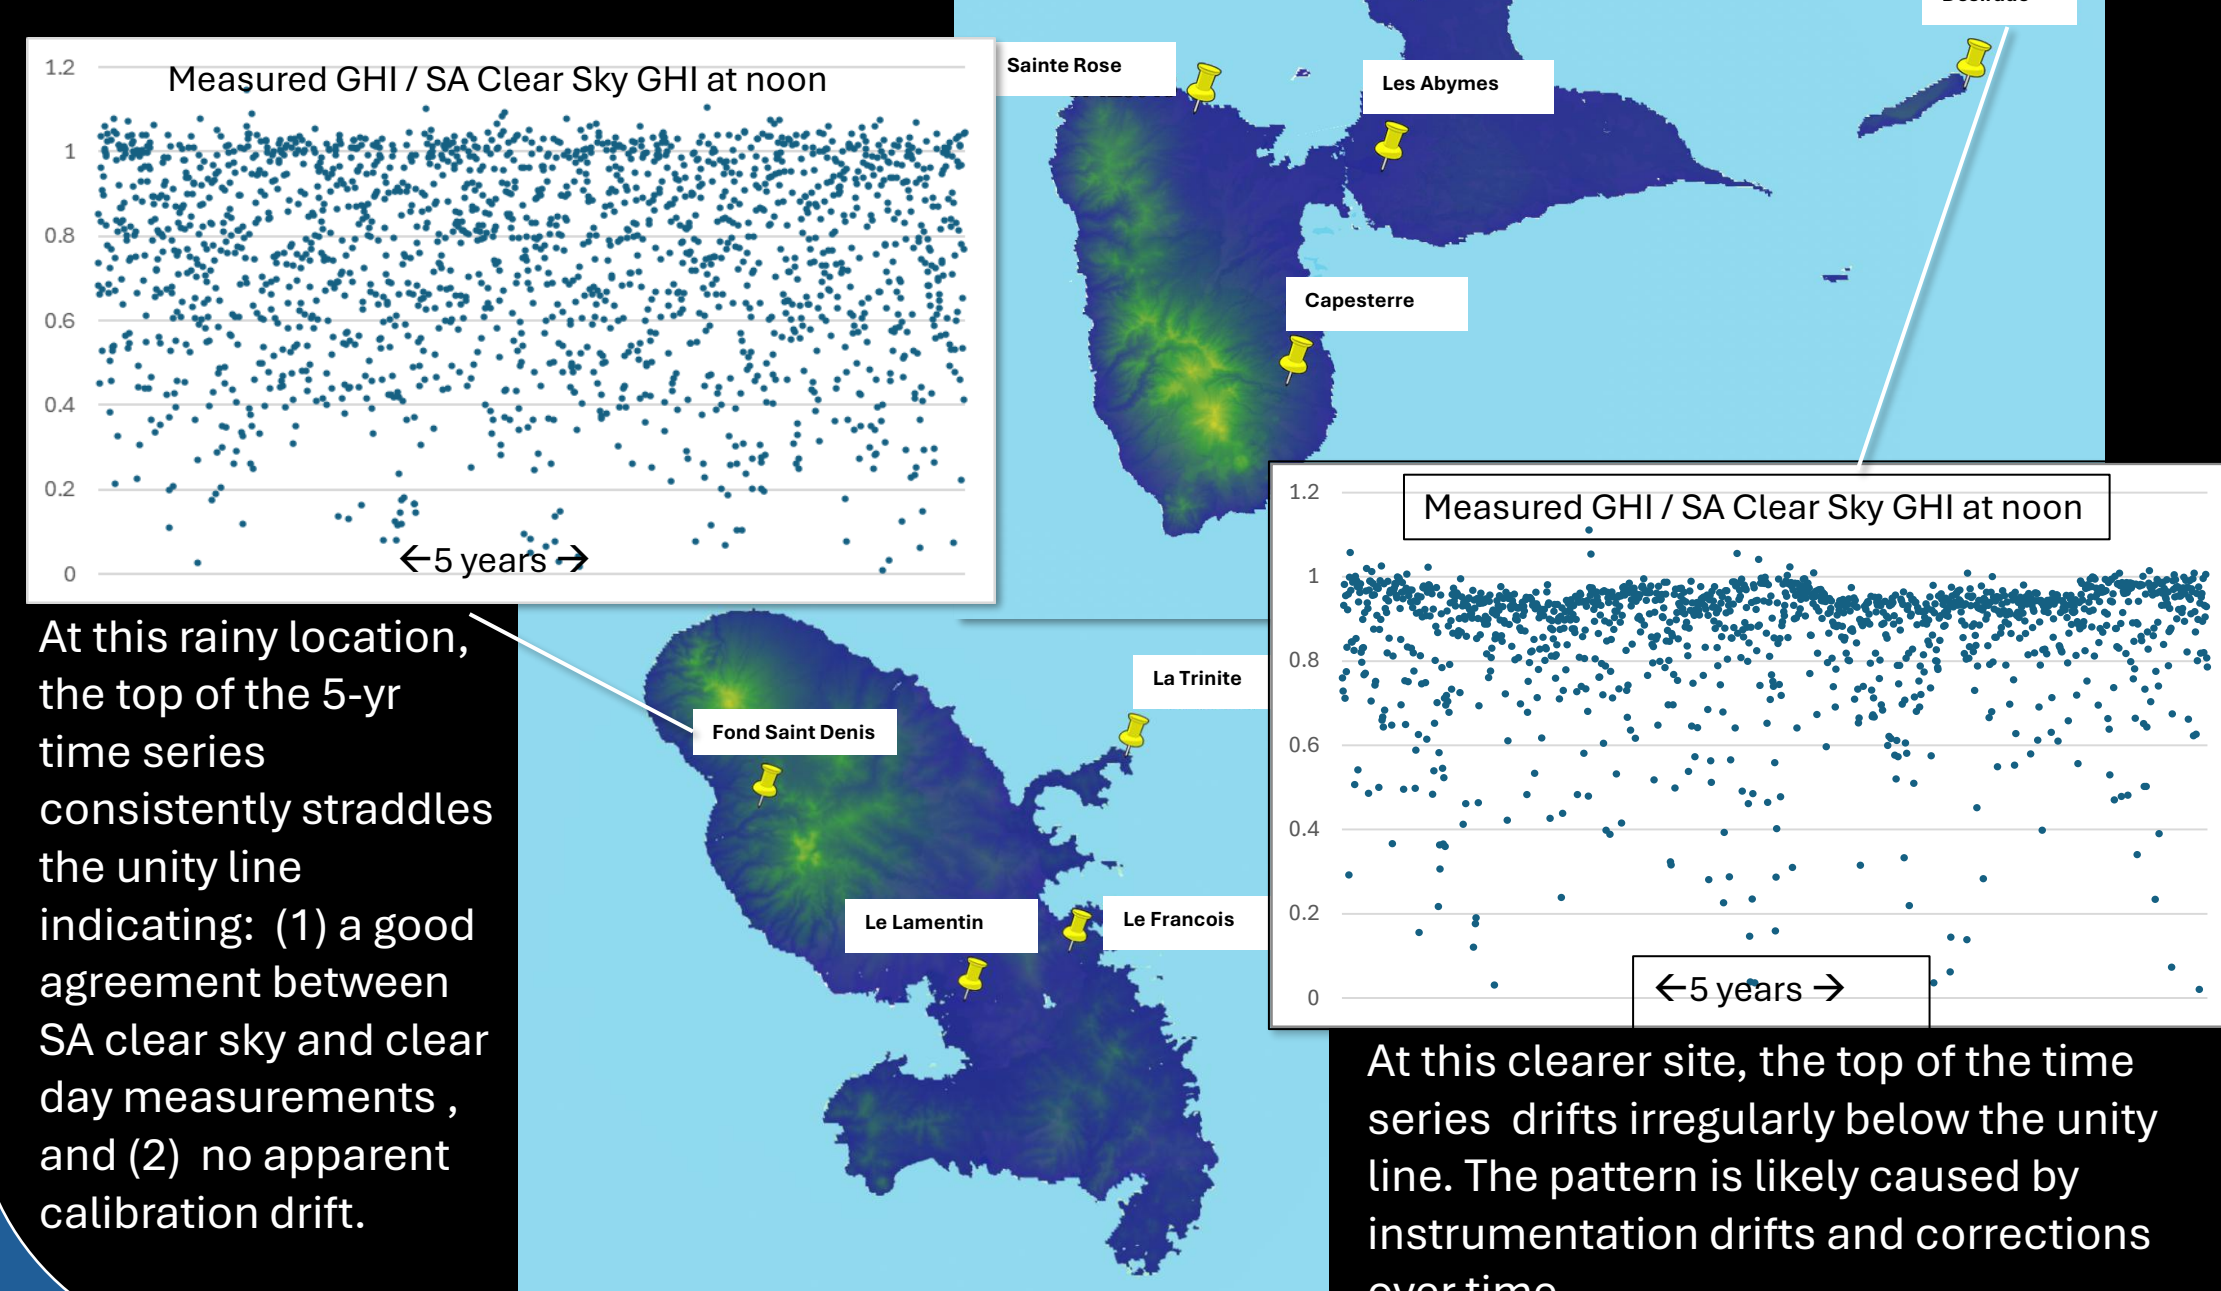 Sainte Rose
Les Abymes
Capesterre
Measured GHI / SA Clear Sky GHI at noon
1.2
1
0.8
0.6
0.4
0.2
0
←5 years →
At this rainy location,
the top of the 5-yr
time series
consistently straddles
the unity line
indicating: (1) a good
agreement between
SA clear sky and clear
day measurements ,
and (2) no apparent
calibration drift.
Fond Saint Denis
La Trinite
Le Lamentin
Le Francois
Measured GHI / SA Clear Sky GHI at noon
1.2
1
0.8
0.6
0.4
0.2
0
←5 years →
At this clearer site, the top of the time
series drifts irregularly below the unity
line. The pattern is likely caused by
instrumentation drifts and corrections
over time